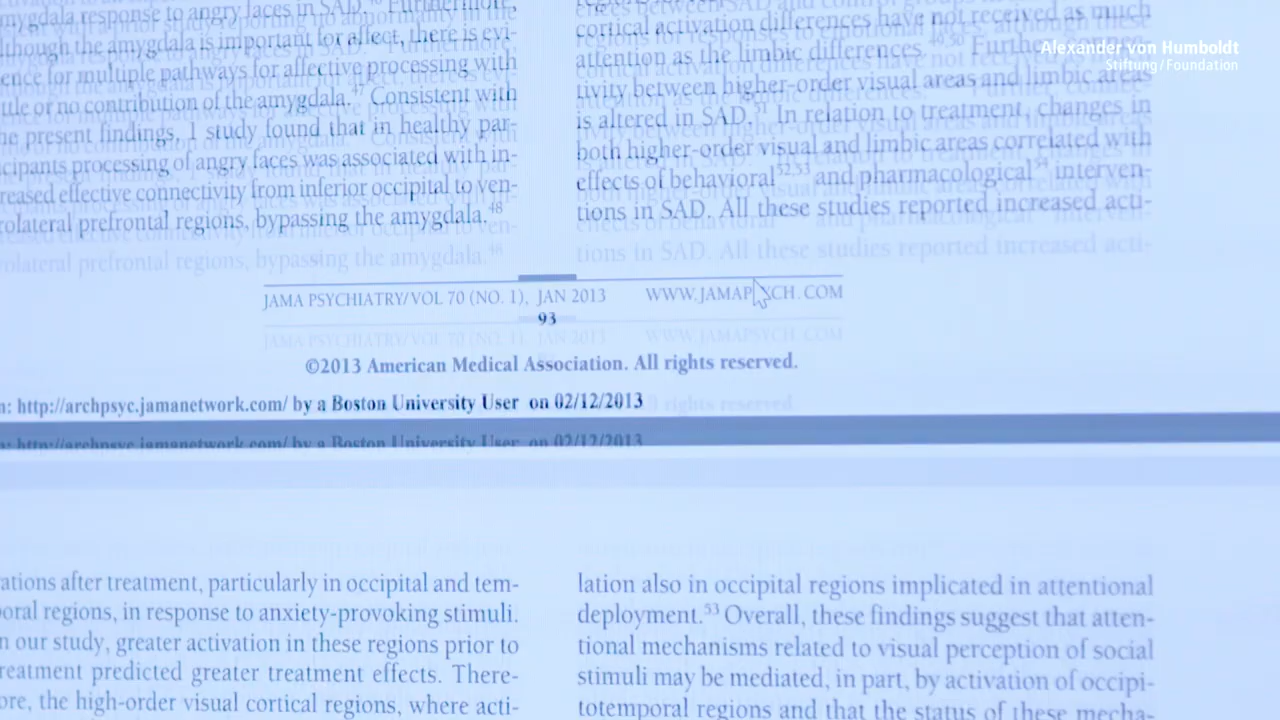 mygdala response to angry faces in SAD.
lthough the amygdala is important for affect, there is evi-
ence for multiple pathways for affective processing with
ttle or no contribution of the amygdala.47 Consistent with
he present findings, 1 study found that in healthy par-
cipants processing of angry faces was associated with in-
reased effective connectivity from inferior occipital to ven-
rolateral prefrontal regions, bypassing the amygdala.48
cortical activation differences have not received as much
attention as the limbic differences.
tivity between higher-order visual areas and limbic areas
is altered in SAD.51 In relation to treatment, changes in
both higher-order visual and limbic areas correlated with
effects of behavioral52,53 and pharmacological54 interven-
tions in SAD. All these studies reported increased acti-
Alexander von Humboldt
Stiftung/Foundation
JAMA PSYCHIATRY/VOL 70 (NO. 1), JAN 2013 WWW.JAMAPSYCH.COM
93
©2013 American Medical Association. All rights reserved.
n: http://archpsyc.jamanetwork.com/ by a Boston University User on 02/12/2013
ations after treatment, particularly in occipital and tem-
oral regions, in response to anxiety-provoking stimuli.
n our study, greater activation in these regions prior to
reatment predicted greater treatment effects. There-
ore, the high-order visual cortical regions, where acti-
lation also in occipital regions implicated in attentional
deployment.53 Overall, these findings suggest that atten-
tional mechanisms related to visual perception of social
stimuli may be mediated, in part, by activation of occipi-
totemporal regions and that the status of these mecha-